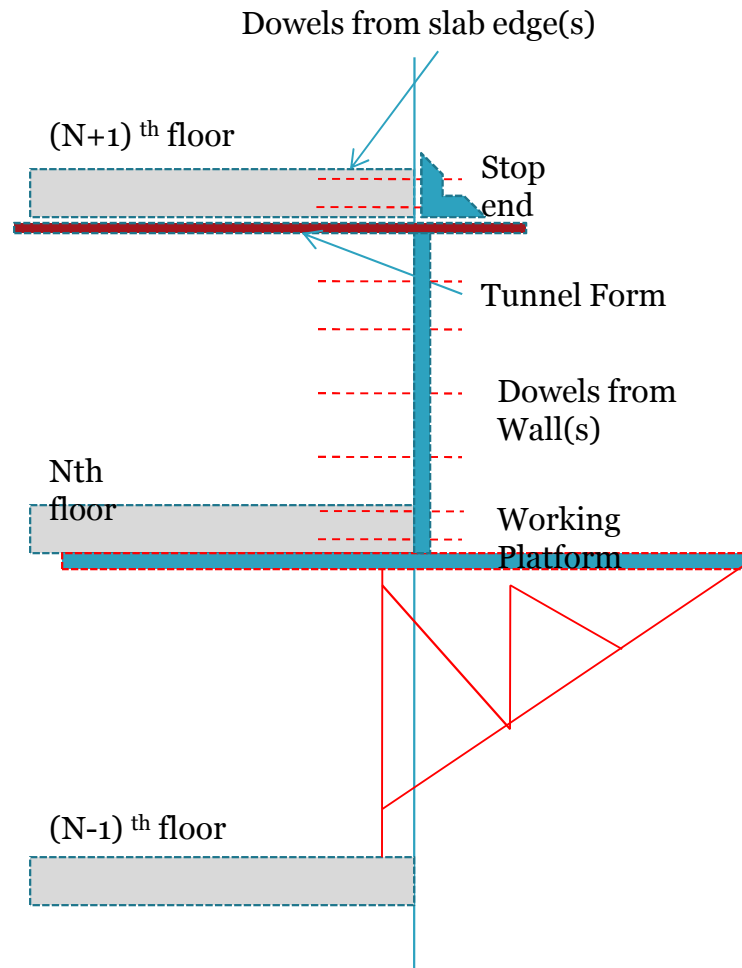 Dowels from slab edge(s)
(N+1) th floor
Stop
end
Tunnel Form
Dowels from
Wall(s)
Nth
floor
Working
Platform
(N-1) th floor